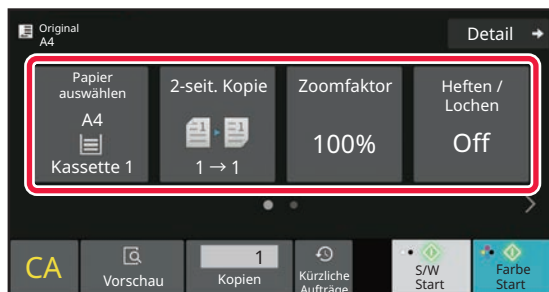 Original
A4
Detail
Papier
auswählen
A4
Kassette 1
2-seit. Kopie
1 → 1
Zoomfaktor
100%
Heften /
Lochen
Off
CA
Vorschau
1
Kopien
Kürzliche
Aufträge
S/W
Start
Farbe
Start